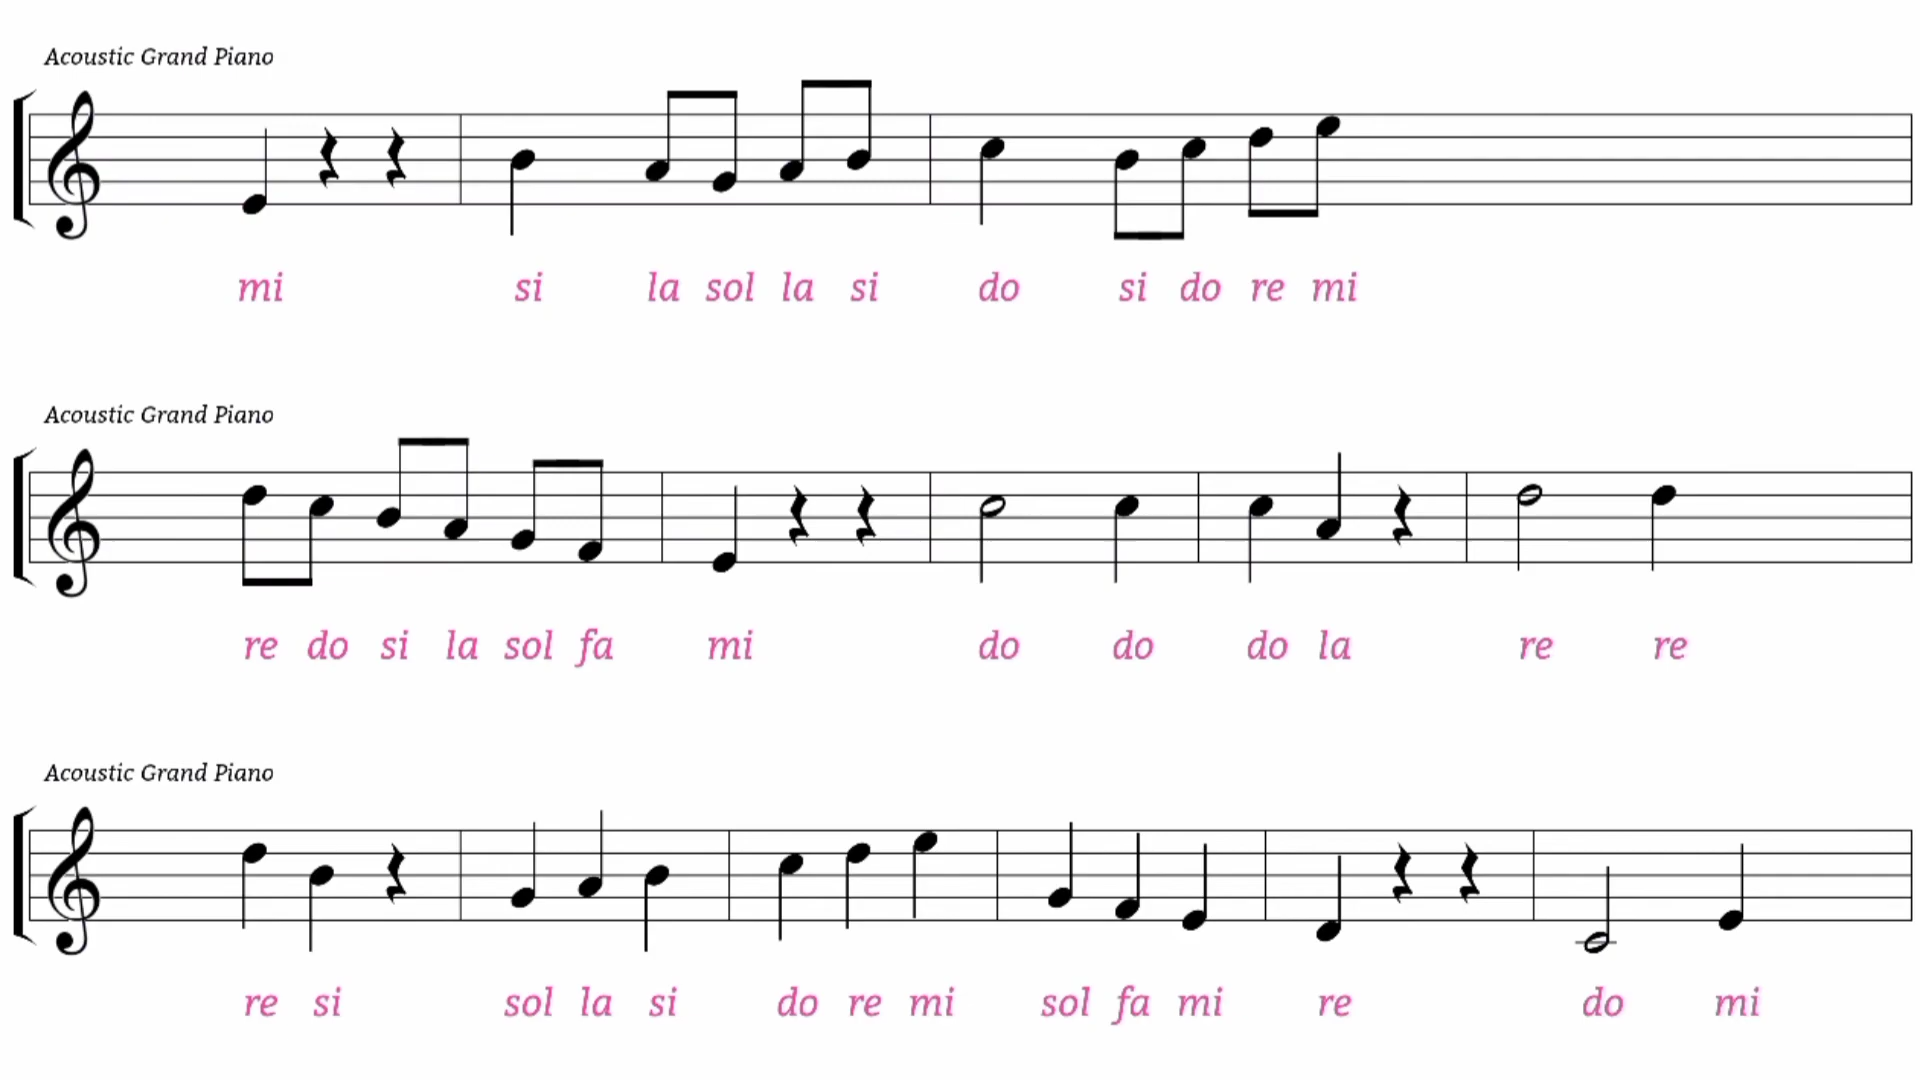 Acoustic Grand Piano
mi si la sol la si do si do re mi
Acoustic Grand Piano
re do si la sol fa mi do do do la re re
Acoustic Grand Piano
re si sol la si do re mi sol fa mi re do mi